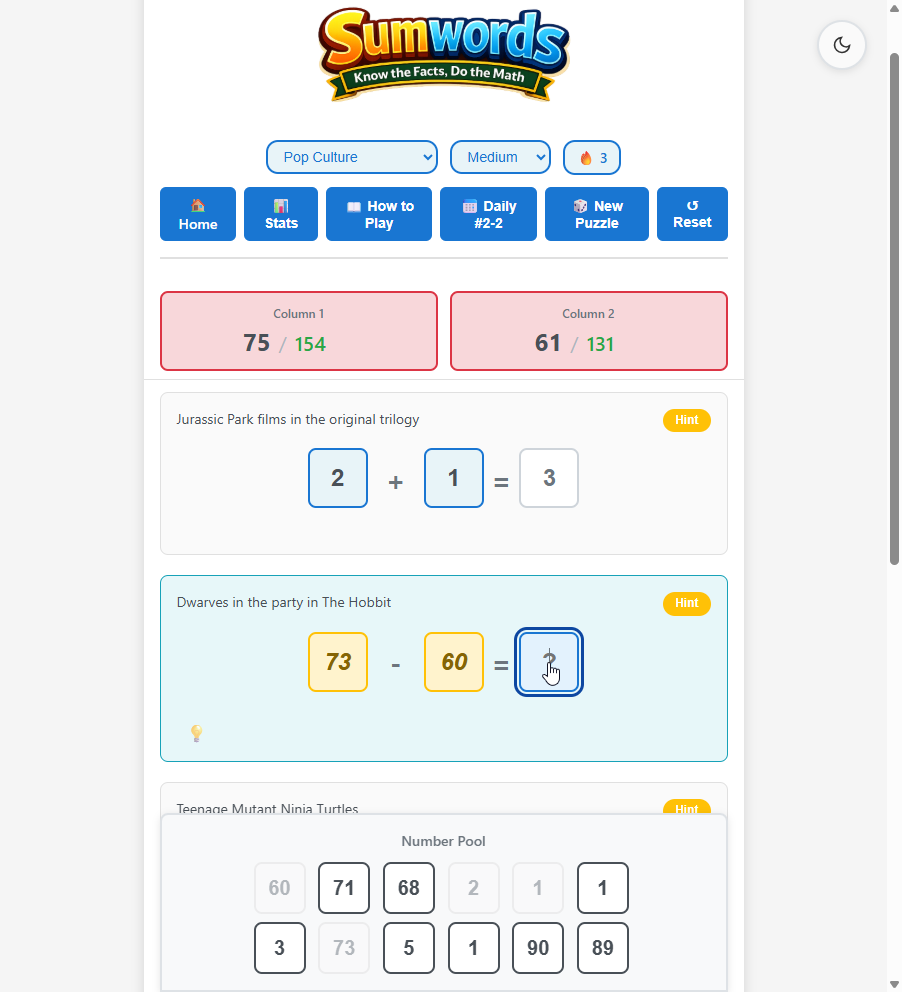 Sumwords
Know the Facts, Do the Math
Pop Culture
Medium
3
Home
Stats
How to
Play
Daily
#2-2
New
Puzzle
Reset
Column 1
75 / 154
Column 2
61 / 131
Jurassic Park films in the original trilogy
Hint
2 + 1 = 3
Dwarves in the party in The Hobbit
Hint
73 - 60 = ?
Teenage Mutant Ninja Turtles
Hint
Number Pool
60 71 68 2 1 1
3 73 5 1 90 89